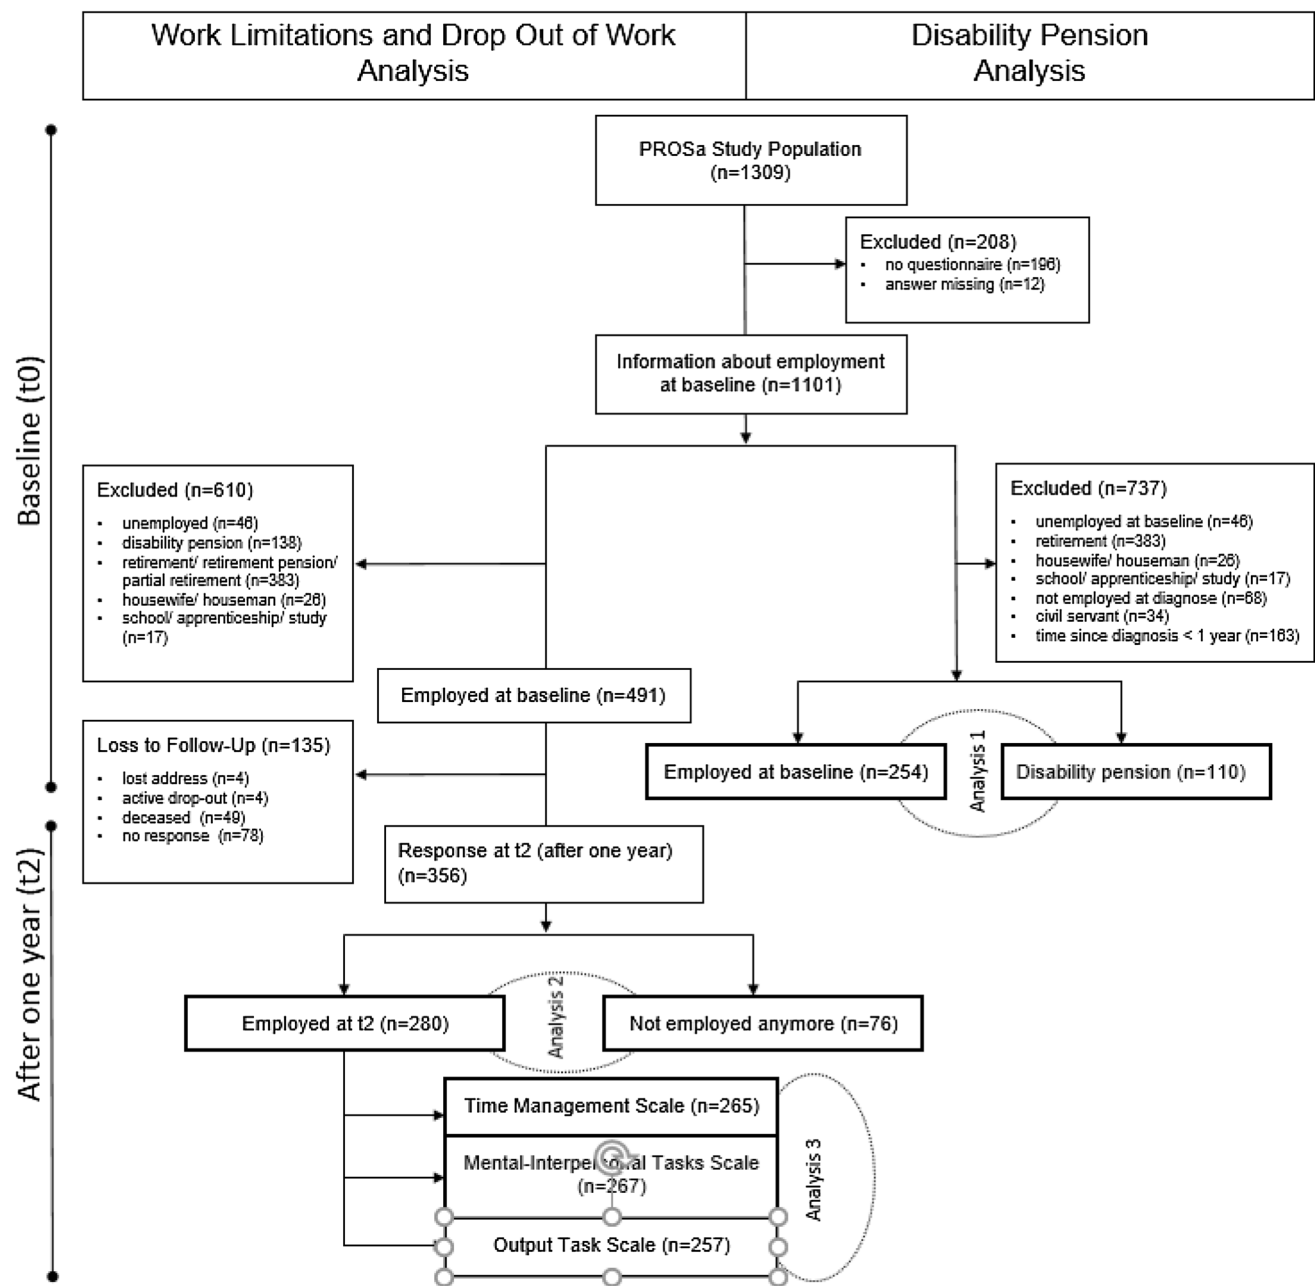 Work Limitations and Drop Out of Work
Analysis
Disability Pension
Analysis
Baseline (t0)
PROSa Study Population
(n=1309)
Excluded (n=208)
• no questionnaire (n=196)
• answer missing (n=12)
Information about employment
at baseline (n=1101)
Excluded (n=610)
• unemployed (n=46)
• disability pension (n=138)
• retirement/ retirement pension/
partial retirement (n=383)
• housewife/ houseman (n=26)
• school/ apprenticeship/ study
(n=17)
Excluded (n=737)
• unemployed at baseline (n=46)
• retirement (n=383)
• housewife/ houseman (n=26)
• school/ apprenticeship/ study (n=17)
• not employed at diagnose (n=68)
• civil servant (n=34)
• time since diagnosis < 1 year (n=163)
Employed at baseline (n=491)
Loss to Follow-Up (n=135)
• lost address (n=4)
• active drop-out (n=4)
• deceased (n=49)
• no response (n=78)
Employed at baseline (n=254)
Analysis 1
Disability pension (n=110)
After one year (t2)
Response at t2 (after one year)
(n=356)
Employed at t2 (n=280)
Analysis 2
Not employed anymore (n=76)
Time Management Scale (n=265)
Mental-Interpersonal Tasks Scale
(n=267)
Output Task Scale (n=257)
Analysis 3